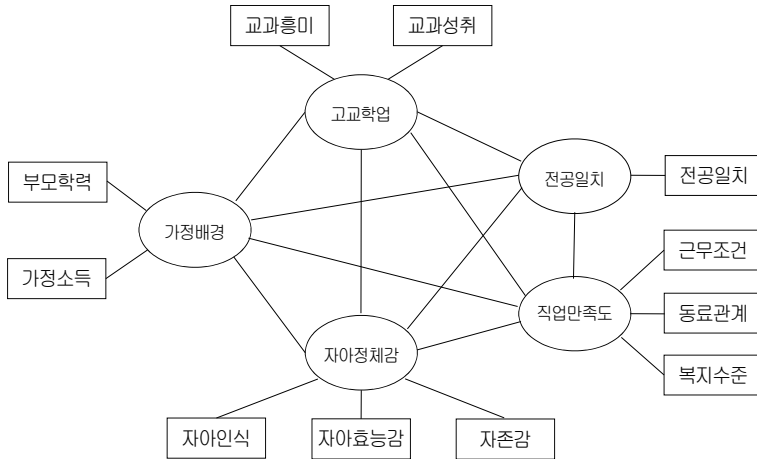 교과흥미
교과성취
고교학업
부모학력
전공일치
전공일치
가정배경
근무조건
가정소득
직업만족도
동료관계
자아정체감
복지수준
자아인식
자아효능감
자존감